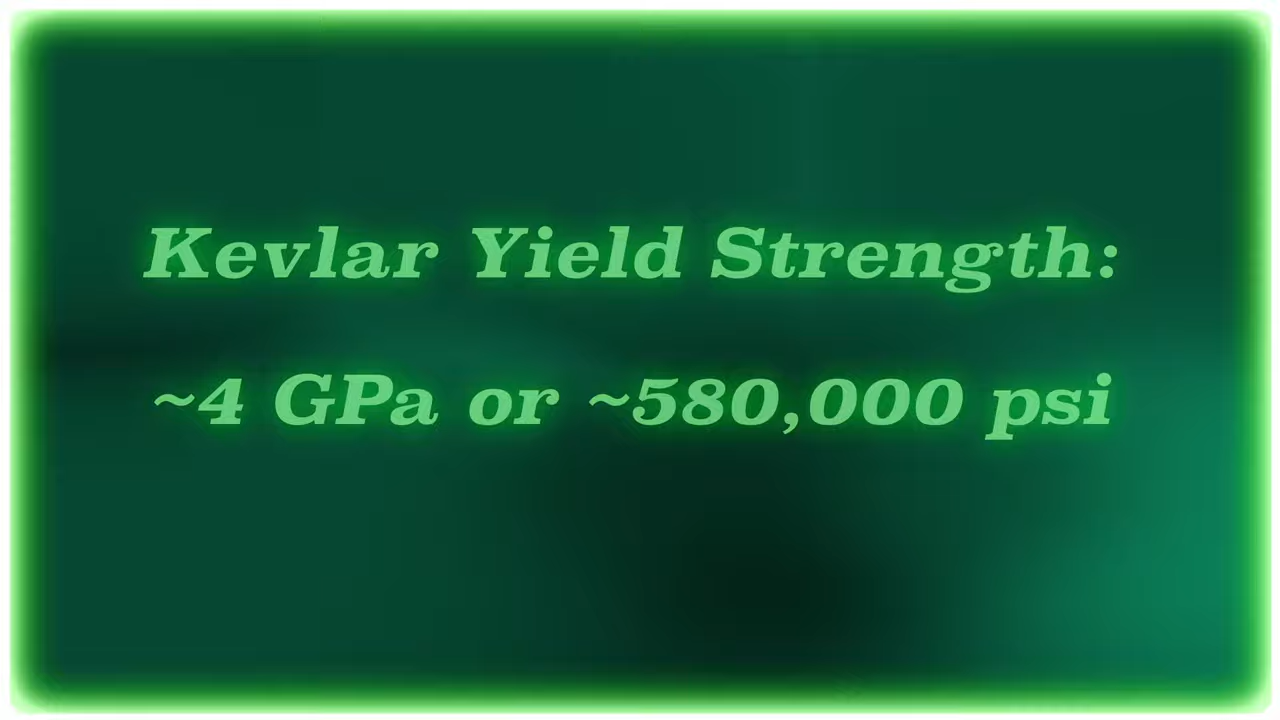 Kevlar Yield Strength:
~4 GPa or ~580,000 psi